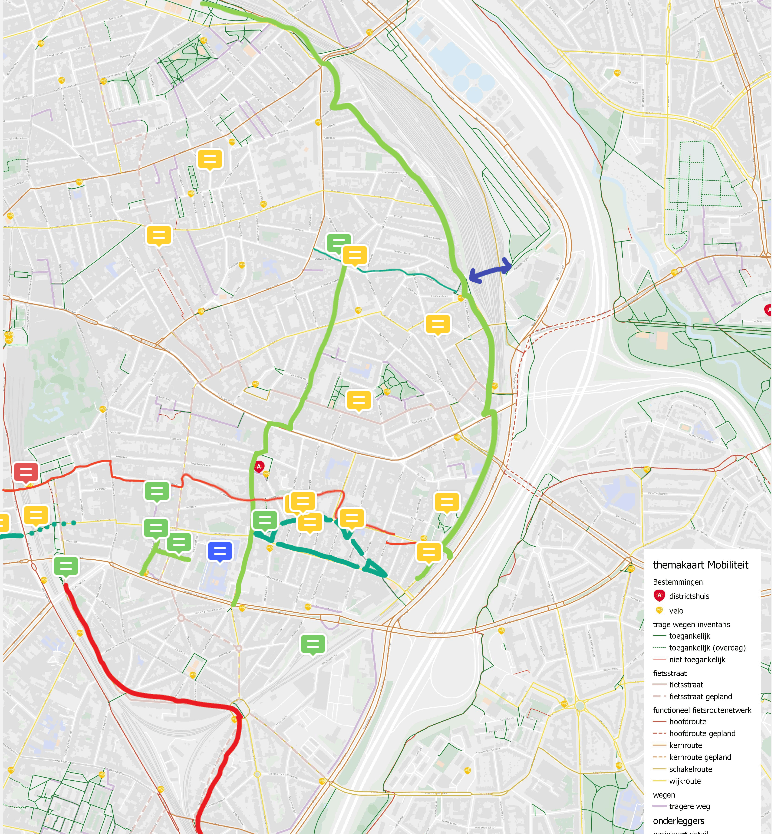 themakaart Mobiliteit
Bestemmingen
A districtshuis
velo
trage wegen inventaris
toegankelijk
toegankelijk (overdag)
niet toegankelijk
fietsstraat
fietsstraat
fietsstraat gepland
functioneel fietsroutenetwerk
hoofdroute
hoofdroute gepland
kernroute
kernroute gepland
schakelroute
wijkroute
wegen
tragere weg
onderleggers